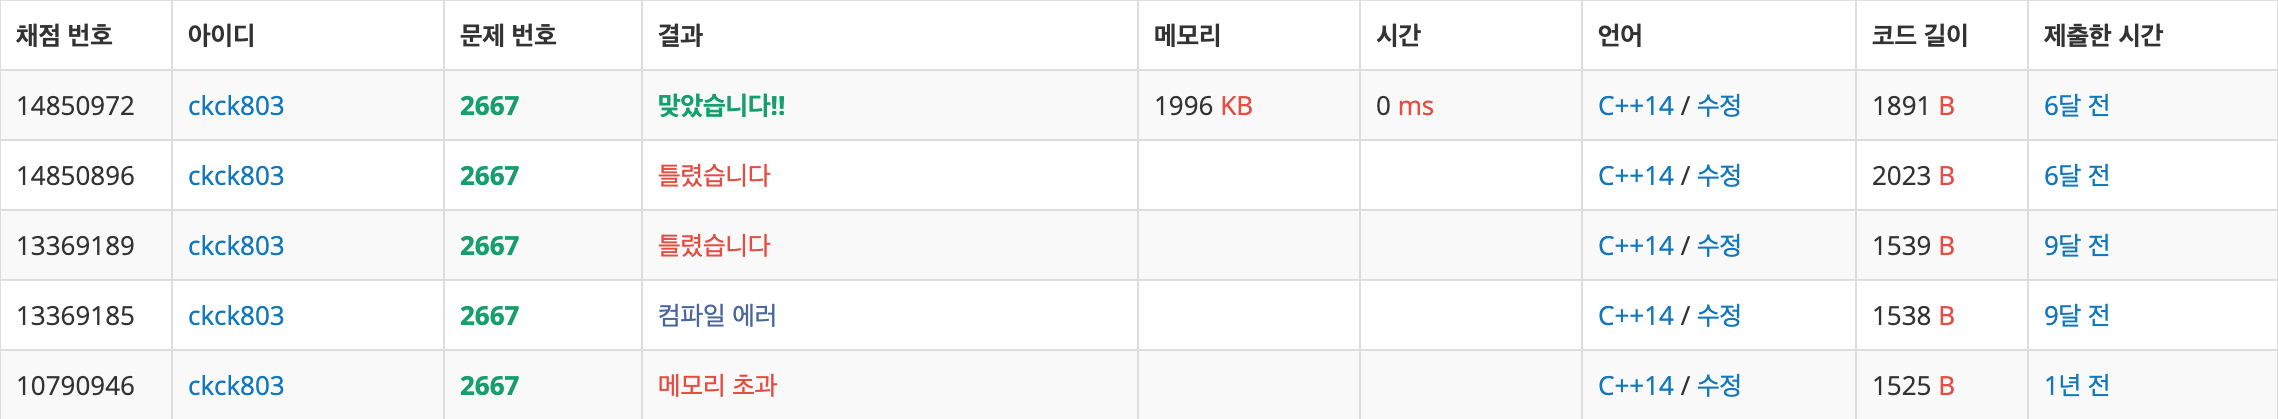 채점 번호 아이디 문제 번호 결과 메모리 시간 언어 코드 길이 제출한 시간
14850972 ckck803 2667 맞았습니다!! 1996 KB 0 ms C++14 / 수정 1891 B 6달 전
14850896 ckck803 2667 틀렸습니다 C++14 / 수정 2023 B 6달 전
13369189 ckck803 2667 틀렸습니다 C++14 / 수정 1539 B 9달 전
13369185 ckck803 2667 컴파일 에러 C++14 / 수정 1538 B 9달 전
10790946 ckck803 2667 메모리 초과 C++14 / 수정 1525 B 1년 전